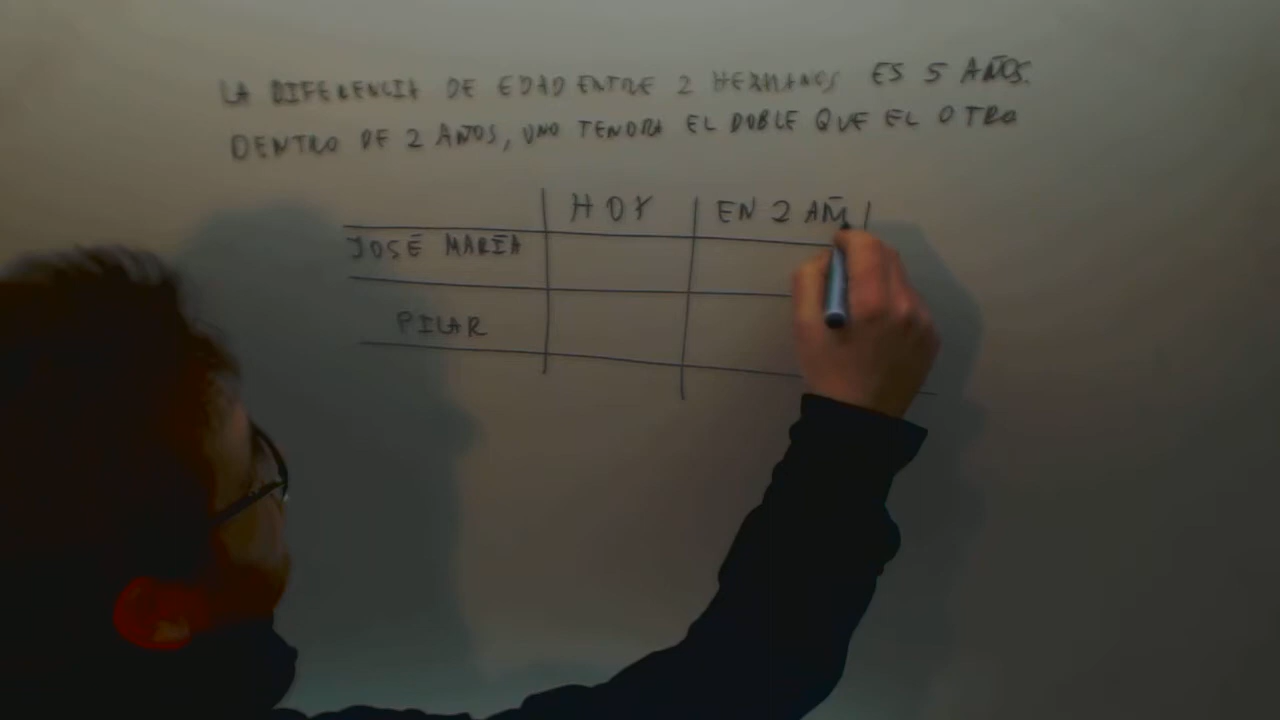 LA DIFERENCIA DE EDAD ENTRE 2 HERMANOS ES 5 AÑOS.
DENTRO DE 2 AÑOS, UNO TENDRA EL DOBLE QUE EL OTRO
HOY EN 2 AÑ
JOSÉ MARÍA
PILAR